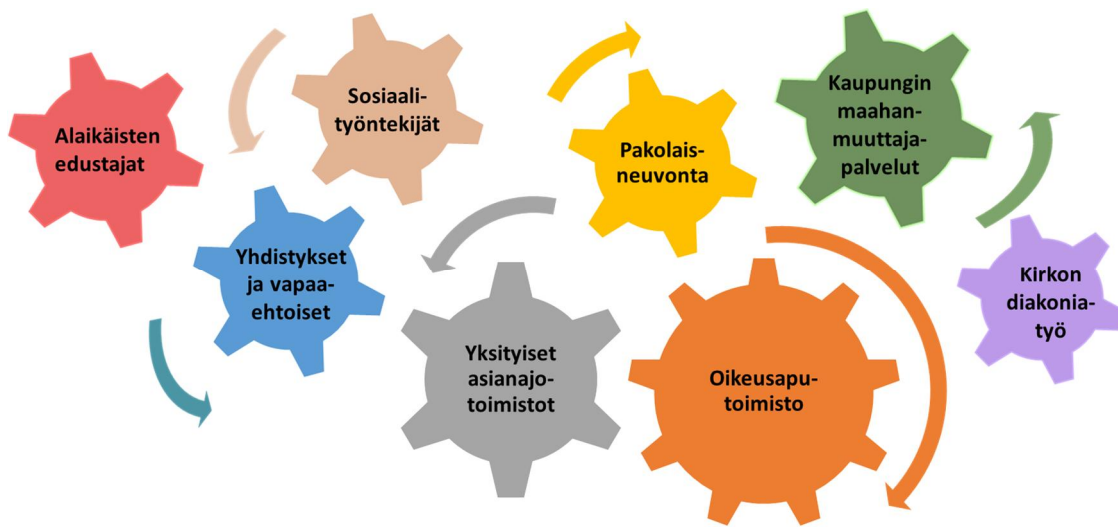 Alaikäisten
edustajat
Sosiaali-
työntekijät
Pakolais-
neuvonta
Kaupungin
maahan-
muuttaja-
palvelut
Yhdistykset
ja vapaa-
ehtoiset
Yksityiset
asianajo-
toimistot
Oikeusapu-
toimisto
Kirkon
diakonia-
työ